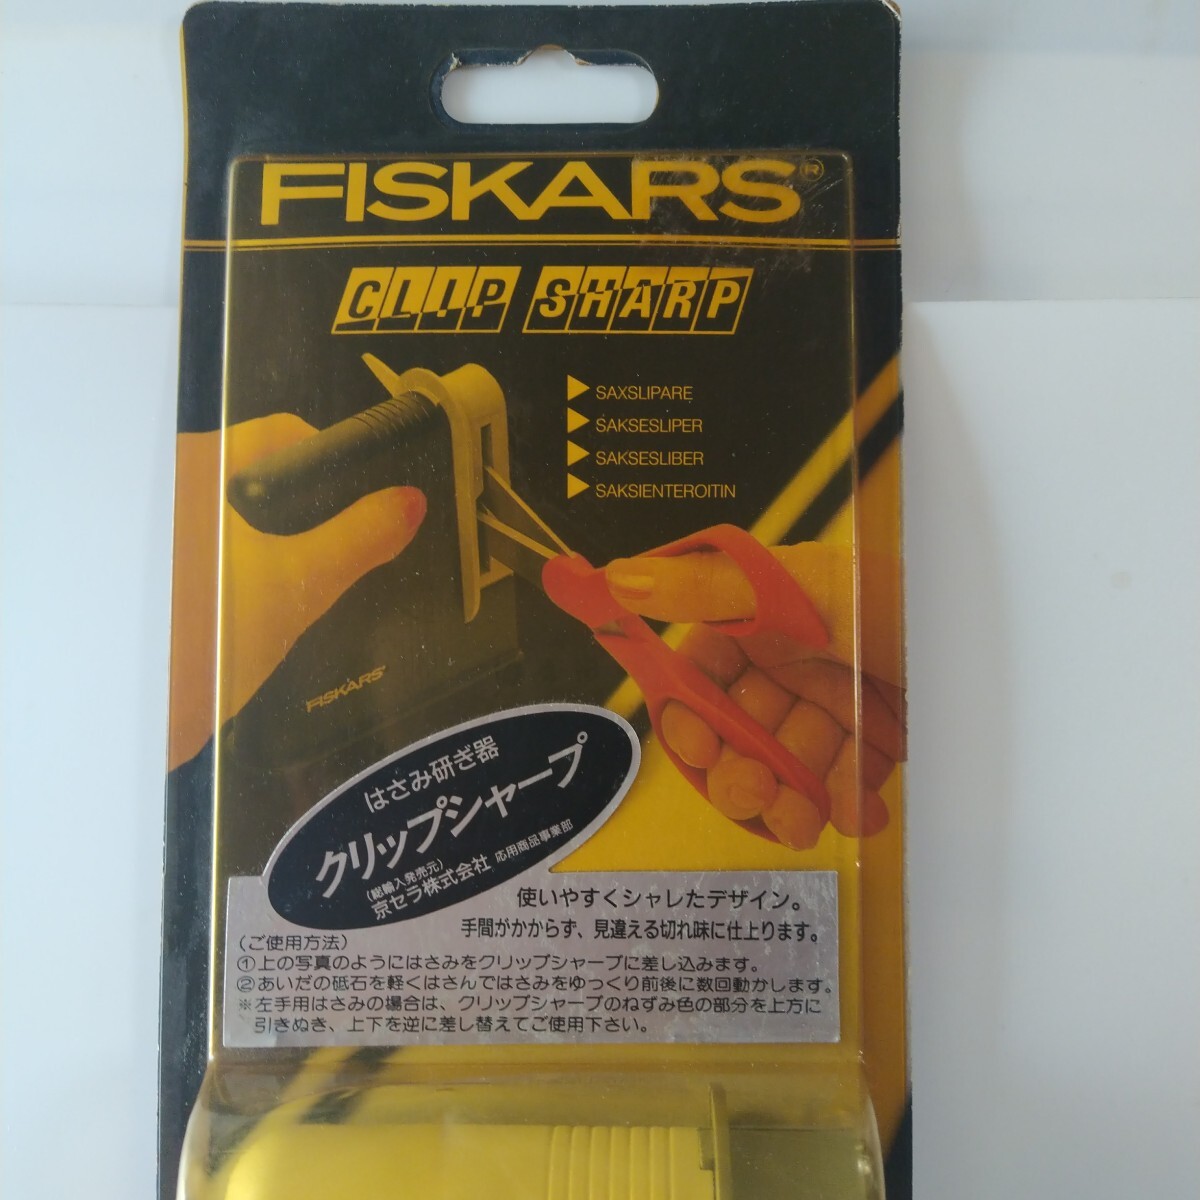 FISKARS®
CLIP SHARP
SAXSLIPARE
SAKSESLIPER
SAKSESLIBER
SAKSIENTEROITIN
FISKARS®
はさみ研ぎ器
クリップシャープ
(総輸入発売元)
京セラ株式会社 応用商品事業部
使いやすくシャレたデザイン。
手間がかからず、見違える切れ味に仕上ります。
(ご使用方法)
①上の写真のようにはさみをクリップシャープに差し込みます。
②あいだの砥石を軽くはさんではさみをゆっくり前後に数回動かします。
※左手用はさみの場合は、クリップシャープのねずみ色の部分を上方に
引きぬき、上下を逆に差し替えてご使用下さい。